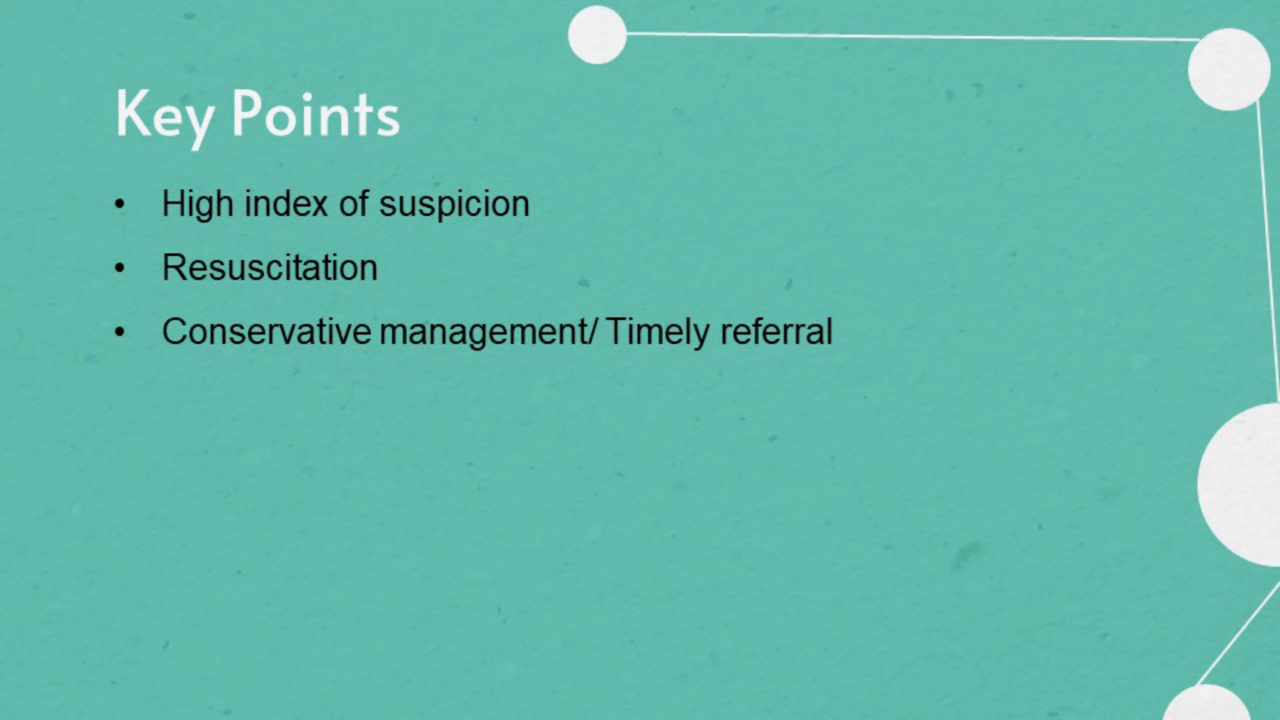 Key Points
• High index of suspicion
• Resuscitation
• Conservative management/ Timely referral